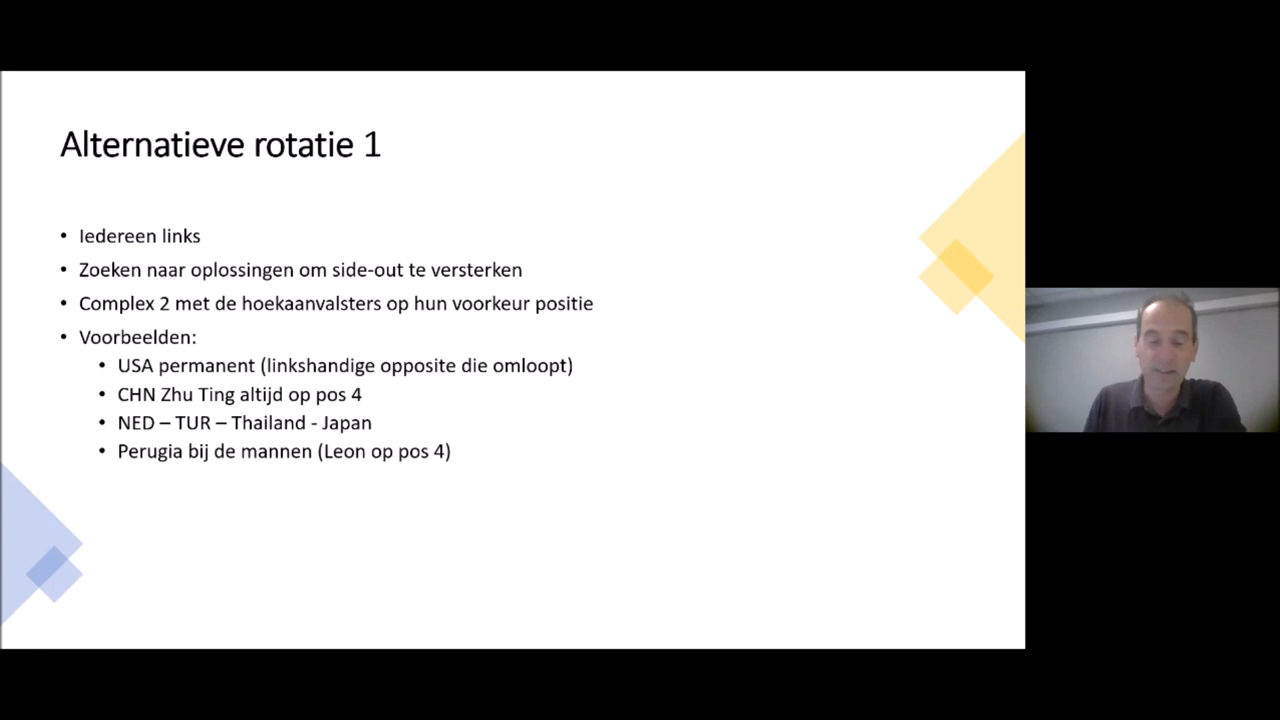 Alternatieve rotatie 1
• Iedereen links
• Zoeken naar oplossingen om side-out te versterken
• Complex 2 met de hoekaanvalsters op hun voorkeur positie
• Voorbeelden:
• USA permanent (linkshandige opposite die omloopt)
• CHN Zhu Ting altijd op pos 4
• NED – TUR – Thailand - Japan
• Perugia bij de mannen (Leon op pos 4)